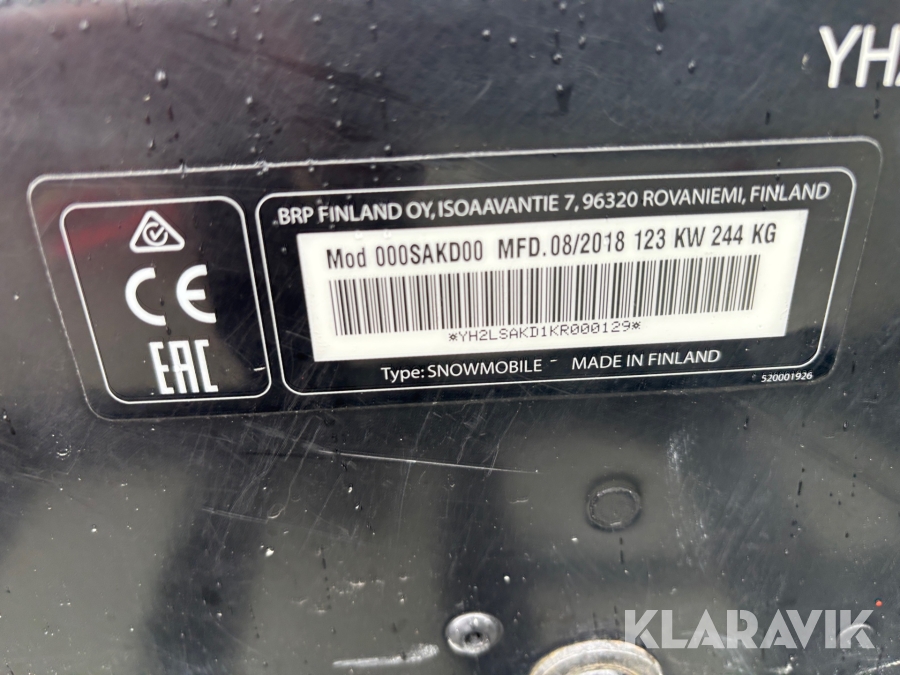 YH2
BRP FINLAND OY, ISOAAVANTIE 7, 96320 ROVANIEMI, FINLAND
Mod 000SAKD00 MFD.08/2018 123 KW 244 KG
*YH2LSAKD1KR000129*
Type: SNOWMOBILE MADE IN FINLAND
520001926
CE
EAC
KLARAVIK